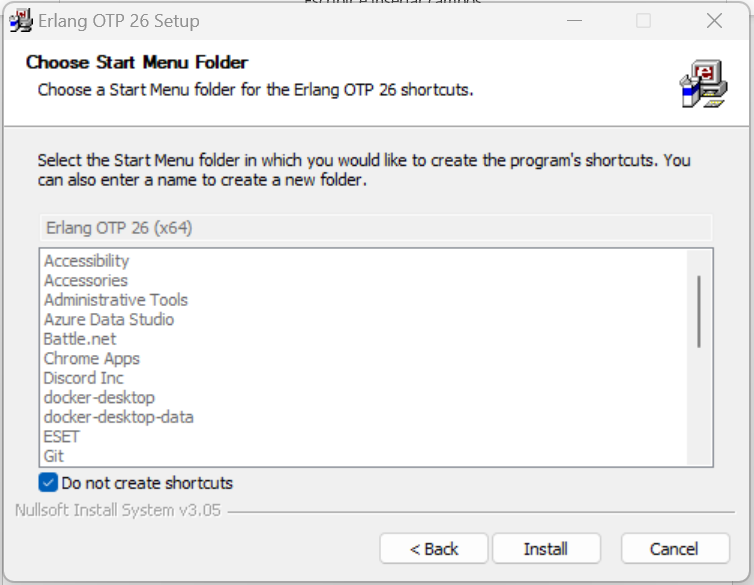 Erlang OTP 26 Setup
Choose Start Menu Folder
Choose a Start Menu folder for the Erlang OTP 26 shortcuts.
Select the Start Menu folder in which you would like to create the program's shortcuts. You
can also enter a name to create a new folder.
Erlang OTP 26 (x64)
Accessibility
Accessories
Administrative Tools
Azure Data Studio
Battle.net
Chrome Apps
Discord Inc
docker-desktop
docker-desktop-data
ESET
Git
Do not create shortcuts
Nullsoft Install System v3.05
< Back
Install
Cancel